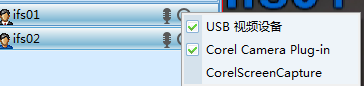 ifs01
ifs02
USB 视频设备
Corel Camera Plug-in
CorelScreenCapture